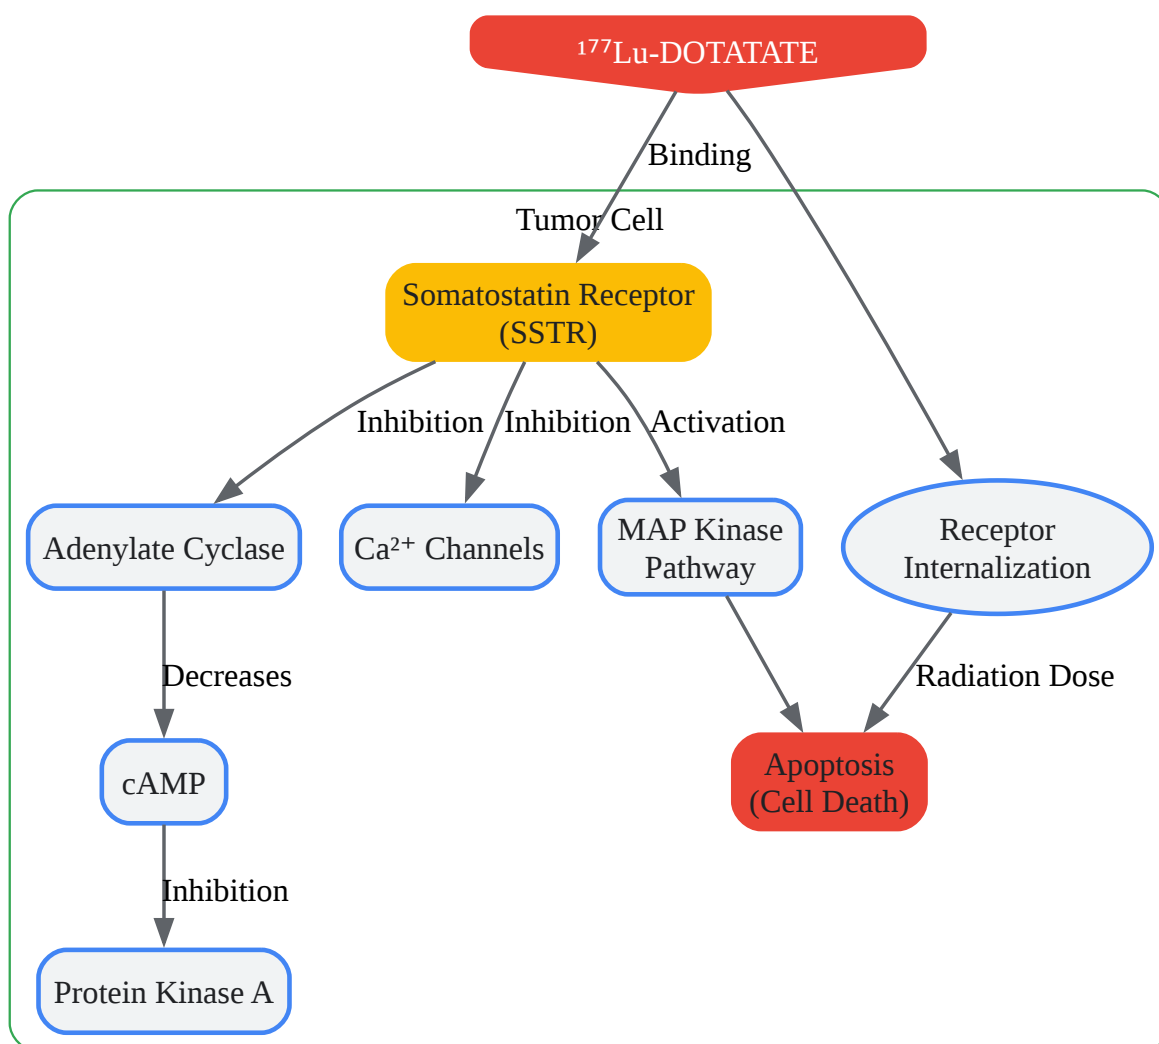 ¹⁷⁷Lu-DOTATATE
Binding
Tumor Cell
Somatostatin Receptor
(SSTR)
Inhibition
Inhibition
Activation
Adenylate Cyclase
Ca²⁺ Channels
MAP Kinase
Pathway
Receptor
Internalization
Decreases
Radiation Dose
cAMP
Apoptosis
(Cell Death)
Inhibition
Protein Kinase A